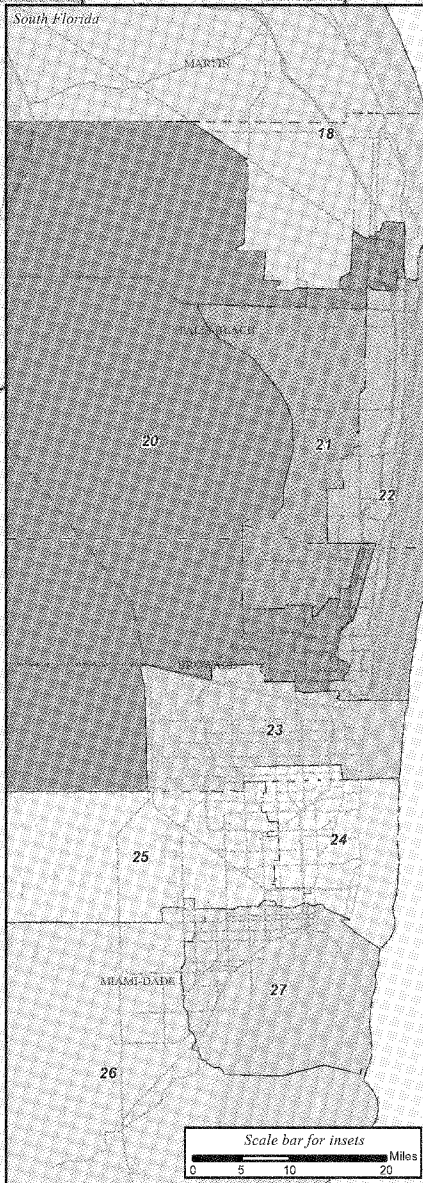 South Florida
MARTIN
18
PALM BEACH
20
21
22
BROWARD
23
24
25
MIAMI-DADE
27
26
Scale bar for insets
Miles
0 5 10 20